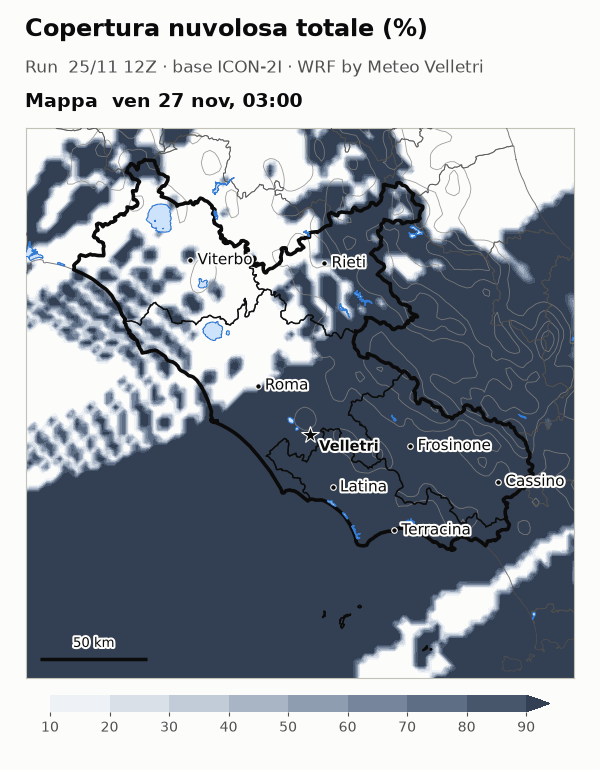 Copertura nuvolosa totale (%)
Run  25/11 12Z · base ICON-2I · WRF by Meteo Velletri
Mappa  ven 27 nov, 03:00
Viterbo
Rieti
Roma
Velletri
Frosinone
Cassino
Latina
Terracina
50 km
10 20 30 40 50 60 70 80 90